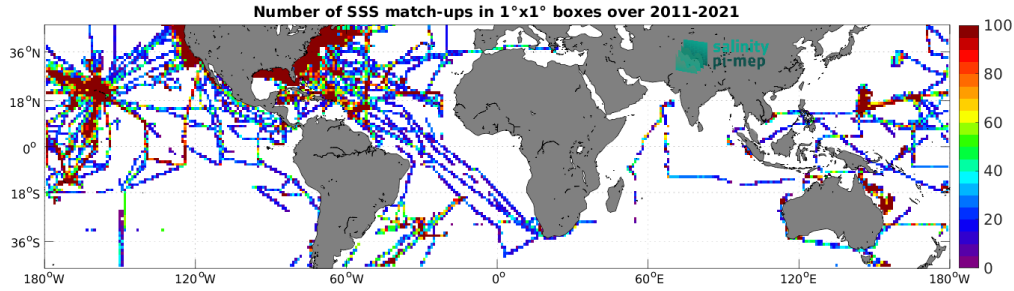 Number of SSS match-ups in 1°x1° boxes over 2011-2021
36°N
18°N
0°
18°S
36°S
180°W
120°W
60°W
0°
60°E
120°E
180°W
salinity
pi-mep
100
80
60
40
20
0